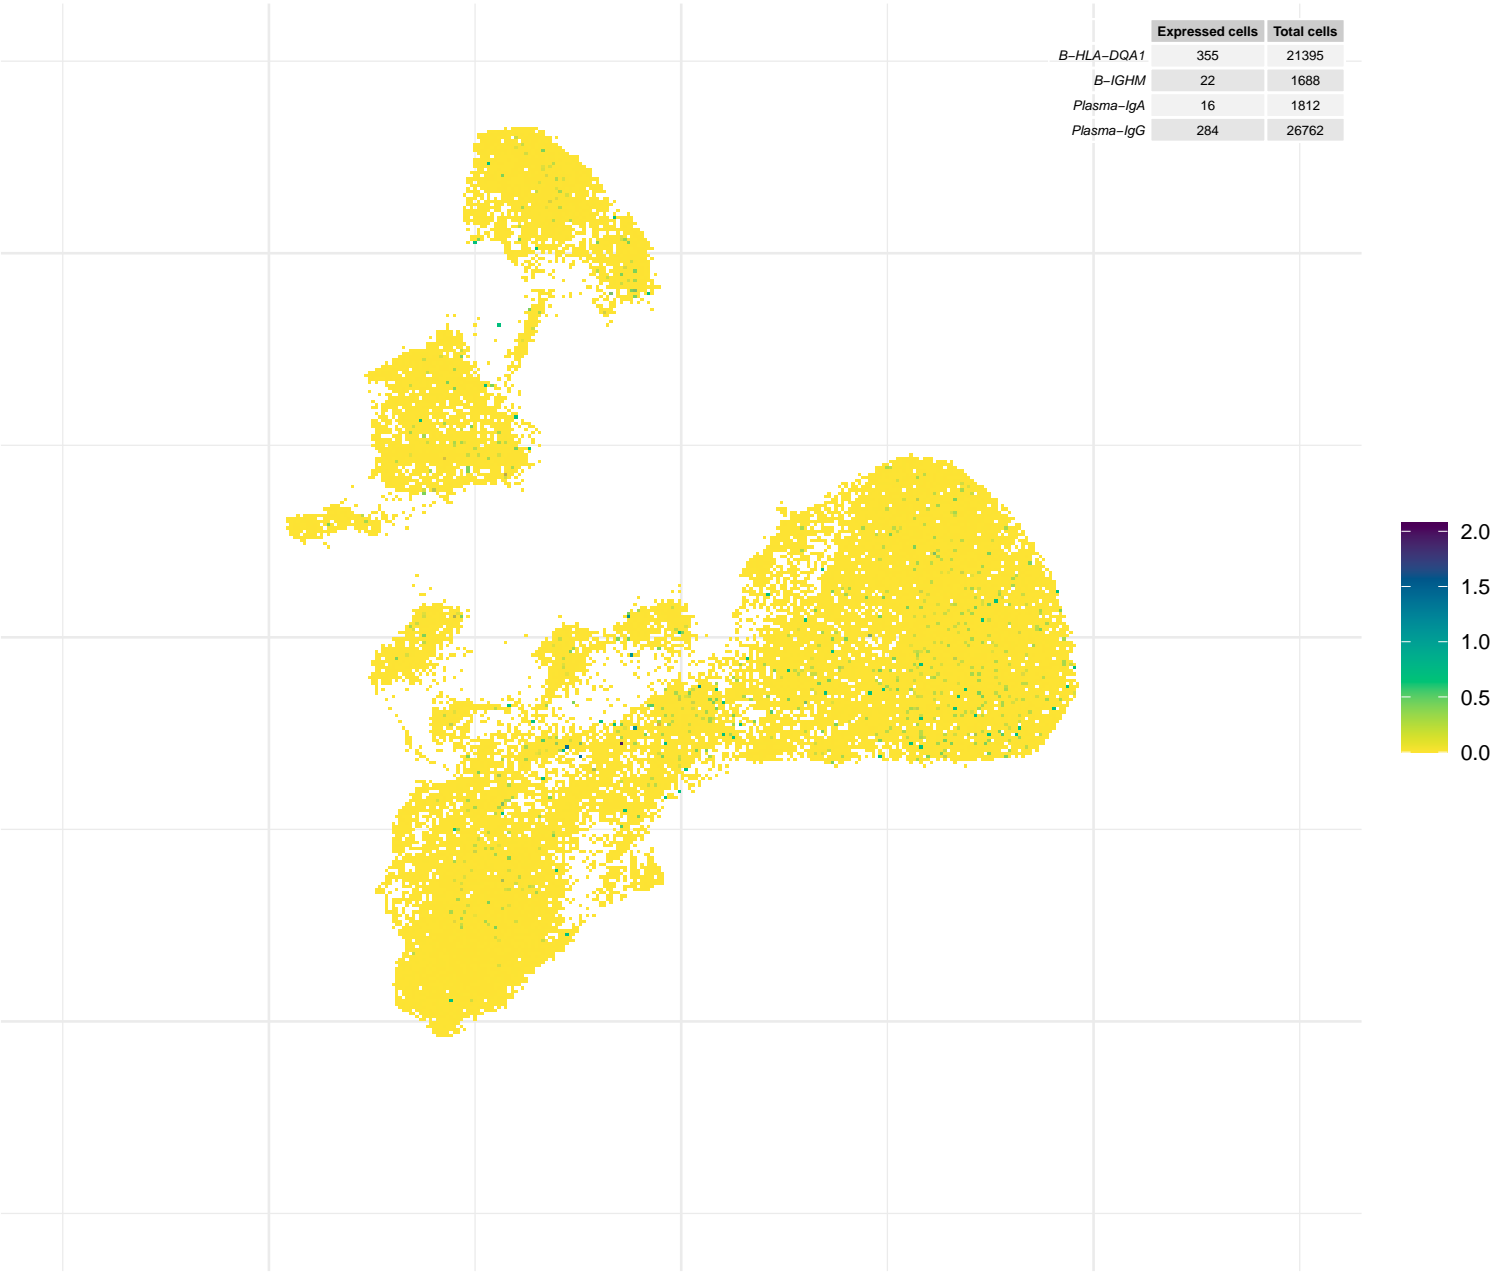 Expressed cells Total cells
B−HLA−DQA1 355 21395
B−IGHM 22 1688
Plasma−IgA 16 1812
Plasma−IgG 284 26762
2.0
1.5
1.0
0.5
0.0